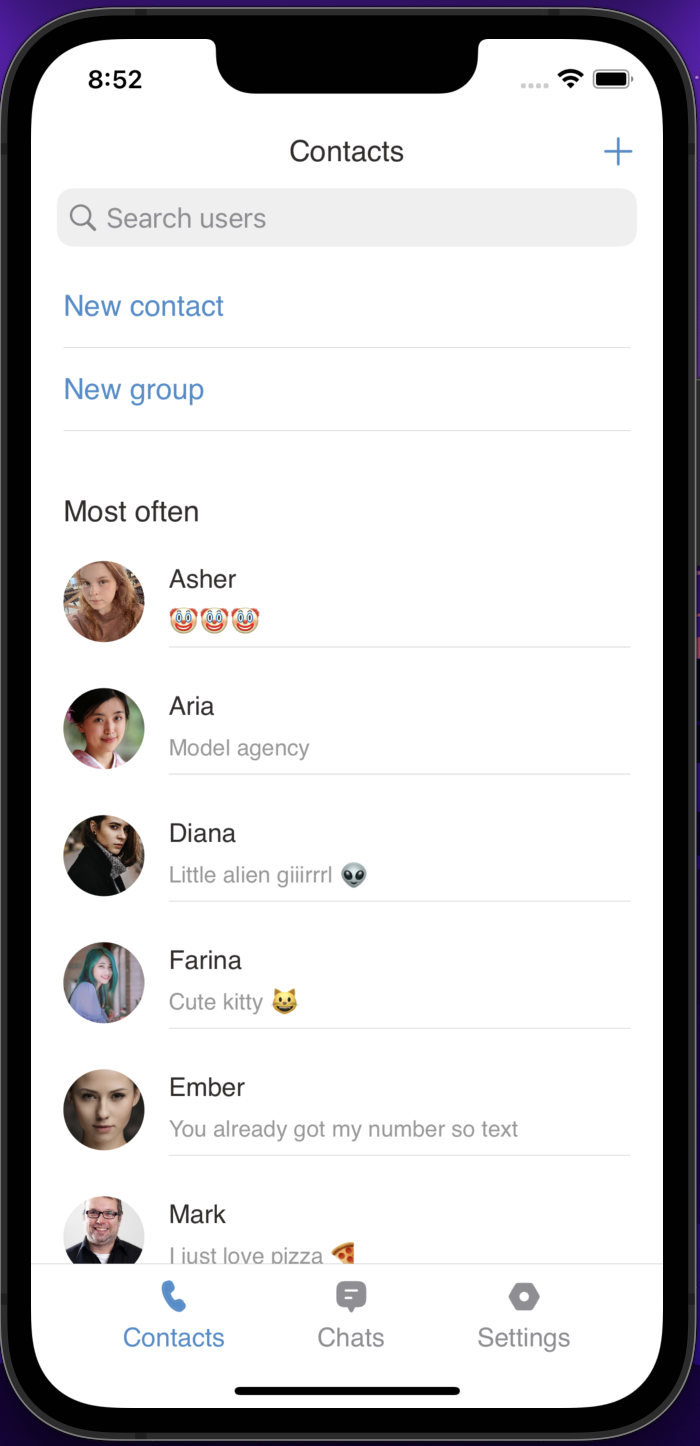 8:52
Contacts
Search users
New contact
New group
Most often
Asher
🤡🤡🤡
Aria
Model agency
Diana
Little alien giiirrrl 👽
Farina
Cute kitty 😺
Ember
You already got my number so text
Mark
I just love pizza 🍕
Contacts
Chats
Settings